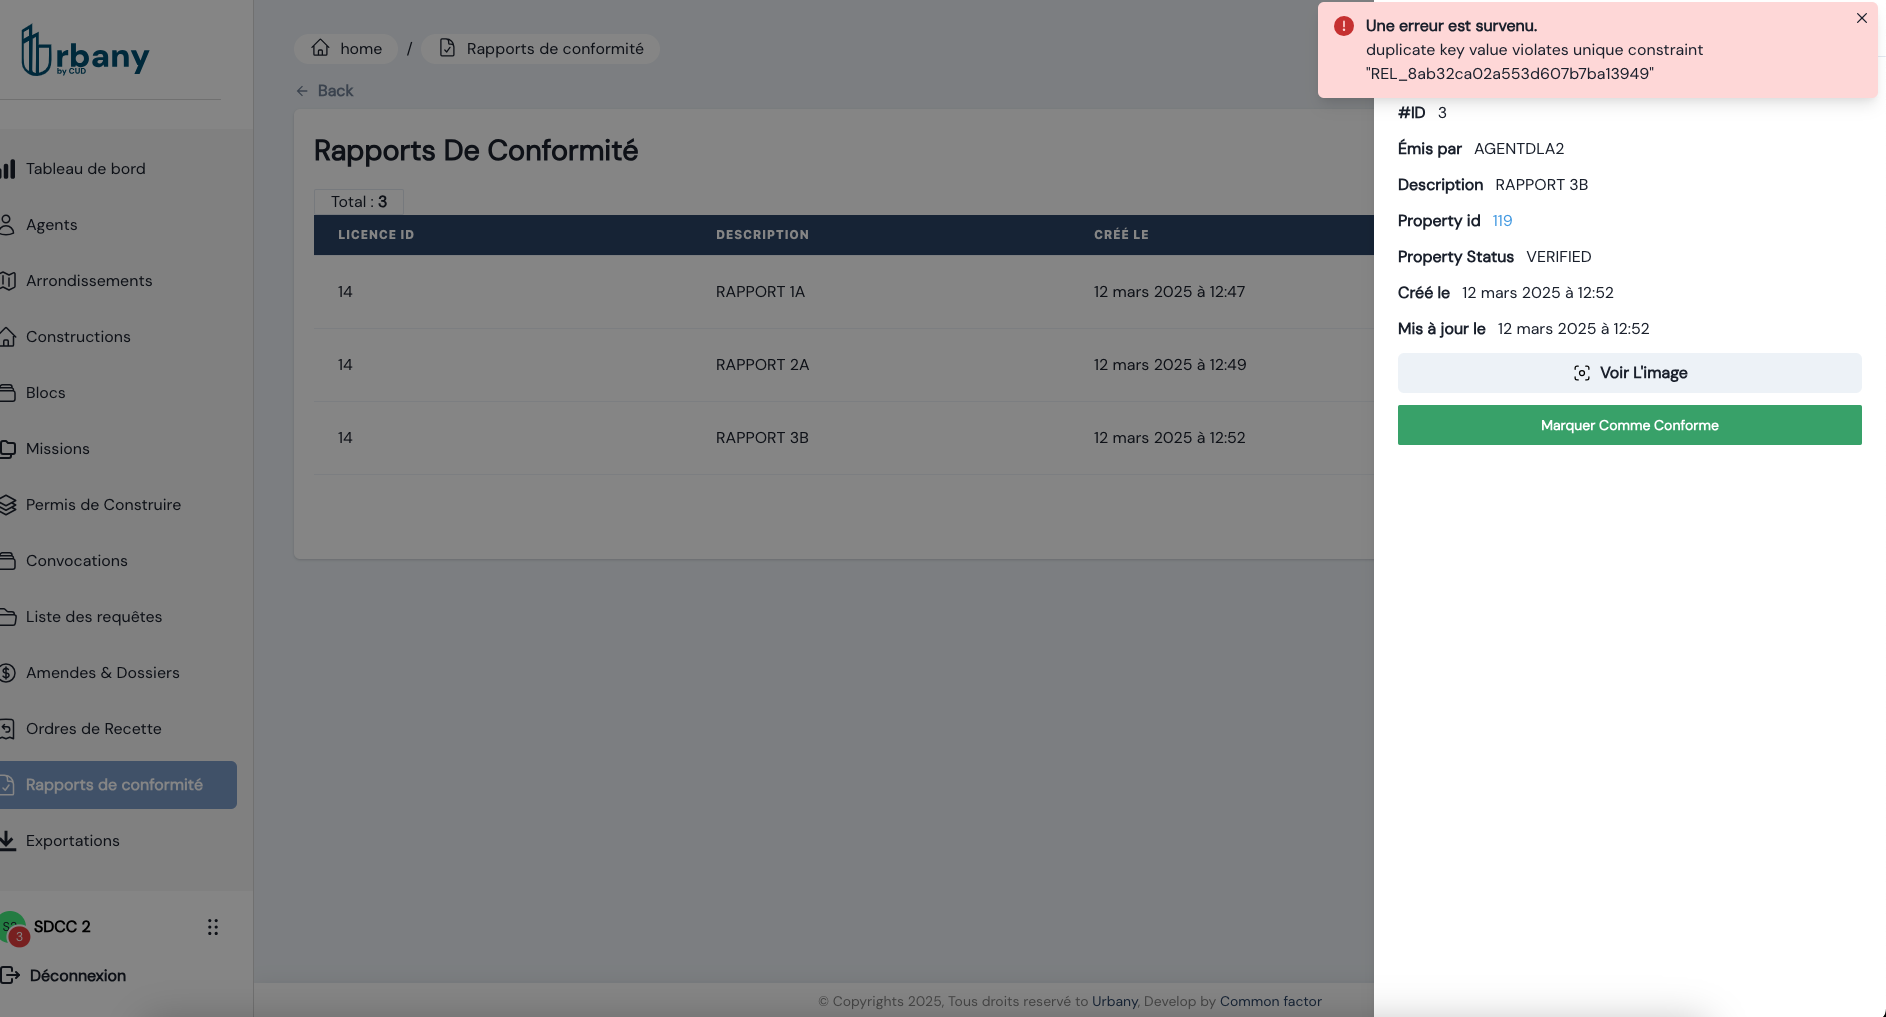 Urbany
by CUD
Tableau de bord
Agents
Arrondissements
Constructions
Blocs
Missions
Permis de Construire
Convocations
Liste des requêtes
Amendes & Dossiers
Ordres de Recette
Rapports de conformité
Exportations
3
SDCC 2
Déconnexion
home / Rapports de conformité
← Back
Rapports De Conformité
Total : 3
LICENCE ID DESCRIPTION CRÉÉ LE
14 RAPPORT 1A 12 mars 2025 à 12:47
14 RAPPORT 2A 12 mars 2025 à 12:49
14 RAPPORT 3B 12 mars 2025 à 12:52
© Copyrights 2025, Tous droits reservé to Urbany, Develop by Common factor
Une erreur est survenu.
duplicate key value violates unique constraint
"REL_8ab32ca02a553d607b7ba13949"
#ID 3
Émis par AGENTDLA2
Description RAPPORT 3B
Property id 119
Property Status VERIFIED
Créé le 12 mars 2025 à 12:52
Mis à jour le 12 mars 2025 à 12:52
Voir L'image
Marquer Comme Conforme